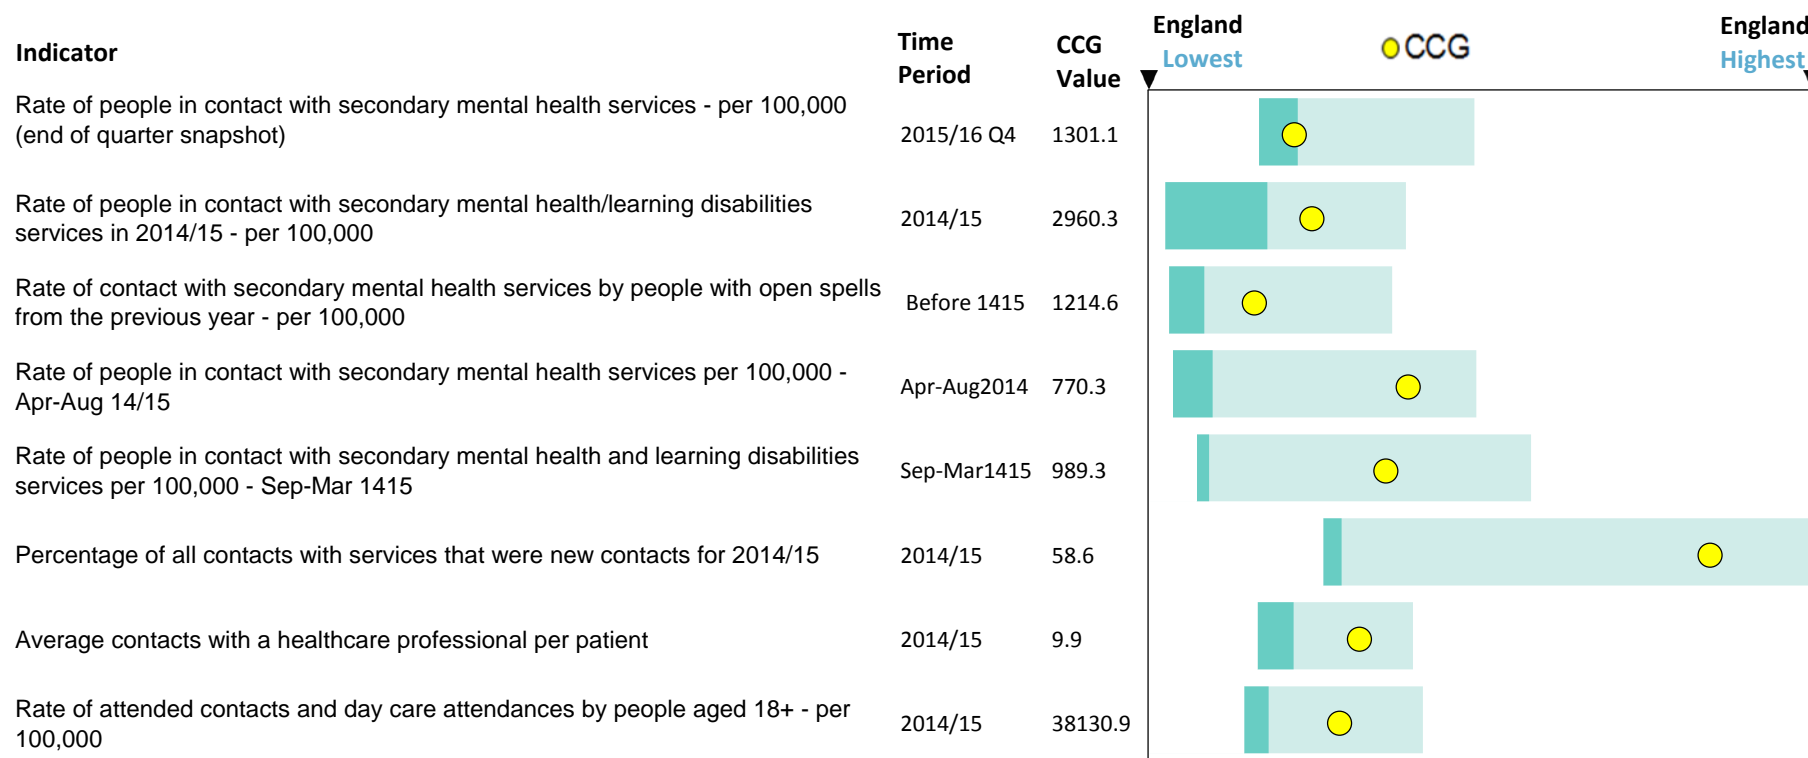 Indicator
Time
Period
CCG
Value
England
Lowest
CCG
England
Highest
Rate of people in contact with secondary mental health services - per 100,000
(end of quarter snapshot)
2015/16 Q4
1301.1
Rate of people in contact with secondary mental health/learning disabilities
services in 2014/15 - per 100,000
2014/15
2960.3
Rate of contact with secondary mental health services by people with open spells
from the previous year - per 100,000
Before 1415
1214.6
Rate of people in contact with secondary mental health services per 100,000 -
Apr-Aug 14/15
Apr-Aug2014
770.3
Rate of people in contact with secondary mental health and learning disabilities
services per 100,000 - Sep-Mar 1415
Sep-Mar1415
989.3
Percentage of all contacts with services that were new contacts for 2014/15
2014/15
58.6
Average contacts with a healthcare professional per patient
2014/15
9.9
Rate of attended contacts and day care attendances by people aged 18+ - per
100,000
2014/15
38130.9